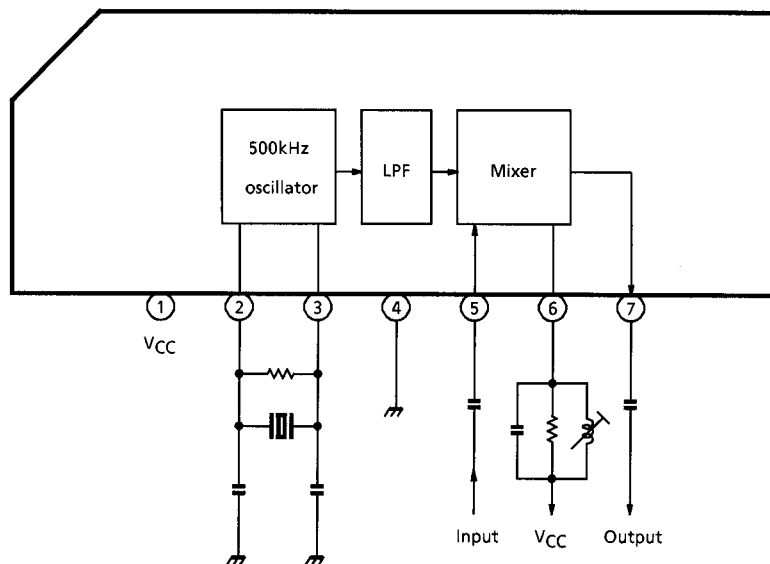 500kHz
oscillator
LPF
Mixer
1
2
3
4
5
6
7
VCC
Input
VCC
Output